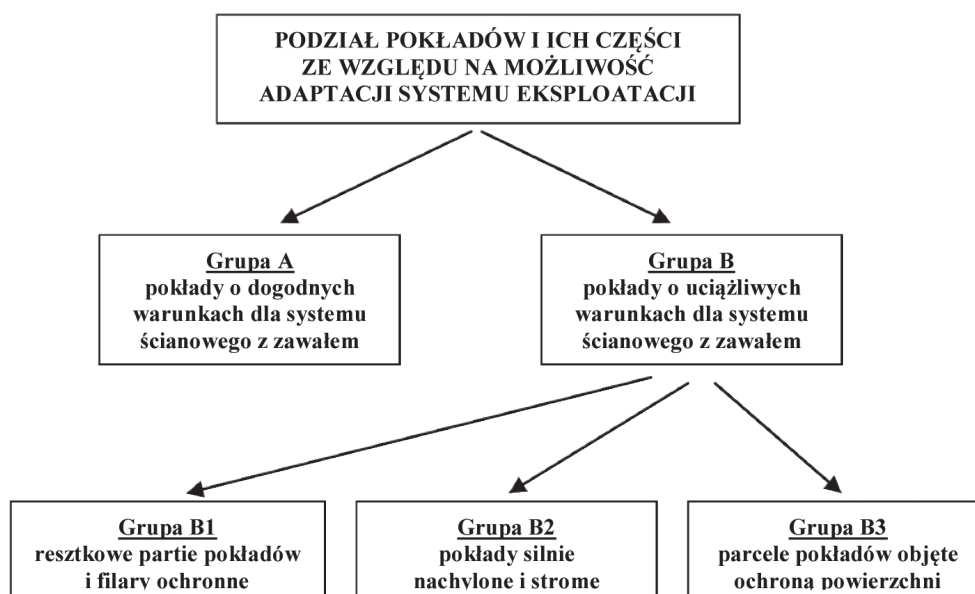 PODZIAŁ POKŁADÓW I ICH CZĘŚCI
ZE WZGLĘDU NA MOŻLIWOŚĆ
ADAPTACJI SYSTEMU EKSPLOATACJI
Grupa A
pokłady o dogodnych
warunkach dla systemu
ścianowego z zawałem
Grupa B
pokłady o uciążliwych
warunkach dla systemu
ścianowego z zawałem
Grupa B1
resztkowe partie pokładów
i filary ochronne
Grupa B2
pokłady silnie
nachylone i strome
Grupa B3
parcele pokładów objęte
ochroną powierzchni